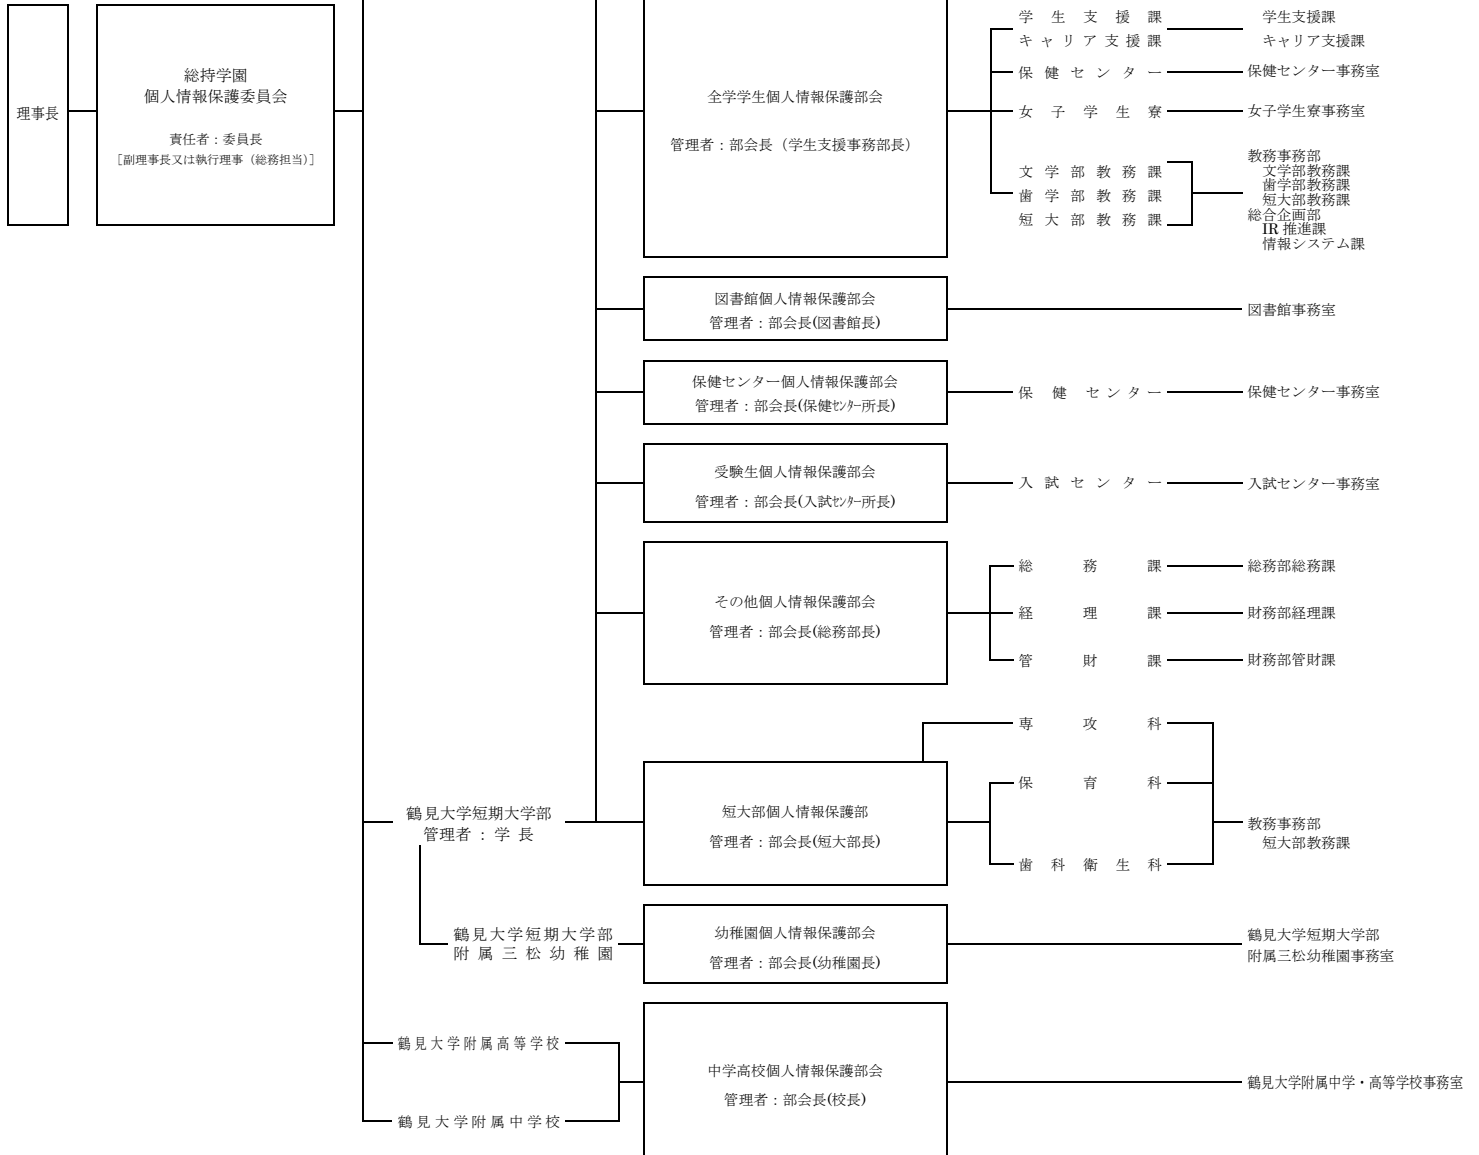 理事長
総持学園
個人情報保護委員会
責任者：委員長
［副理事長又は執行理事（総務担当）］
全学学生個人情報保護部会
管理者：部会長（学生支援事務部長）
学生支援課
キャリア支援課
学生支援課
キャリア支援課
保健センター
保健センター事務室
女子学生寮
女子学生寮事務室
文学部教務課
歯学部教務課
短大部教務課
教務事務部
文学部教務課
歯学部教務課
短大部教務課
総合企画部
IR 推進課
情報システム課
図書館個人情報保護部会
管理者：部会長(図書館長)
図書館事務室
保健センター個人情報保護部会
管理者：部会長(保健ｾﾝﾀｰ所長)
保健センター
保健センター事務室
受験生個人情報保護部会
管理者：部会長(入試ｾﾝﾀｰ所長)
入試センター
入試センター事務室
その他個人情報保護部会
管理者：部会長(総務部長)
総務課
総務部総務課
経理課
財務部経理課
管財課
財務部管財課
鶴見大学短期大学部
管理者：学長
短大部個人情報保護部
管理者：部会長(短大部長)
専攻科
保育科
歯科衛生科
教務事務部
短大部教務課
鶴見大学短期大学部
附属三松幼稚園
幼稚園個人情報保護部会
管理者：部会長(幼稚園長)
鶴見大学短期大学部
附属三松幼稚園事務室
鶴見大学附属高等学校
鶴見大学附属中学校
中学高校個人情報保護部会
管理者：部会長(校長)
鶴見大学附属中学・高等学校事務室